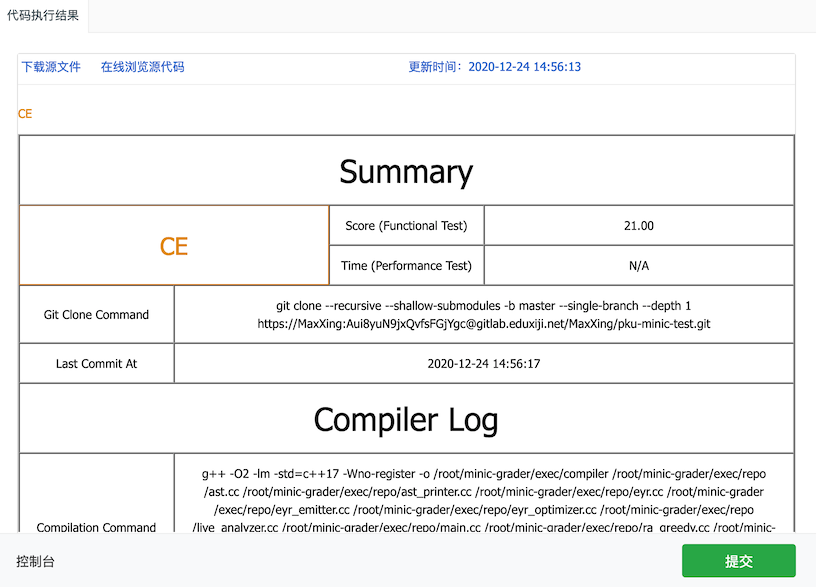 代码执行结果
下载源文件 在线浏览源代码 更新时间：2020-12-24 14:56:13
CE
Summary
CE
Score (Functional Test) 21.00
Time (Performance Test) N/A
Git Clone Command
git clone --recursive --shallow-submodules -b master --single-branch --depth 1
https://MaxXing:Aui8yuN9jxQvfsFGjYgc@gitlab.eduxiji.net/MaxXing/pku-minic-test.git
Last Commit At 2020-12-24 14:56:17
Compiler Log
Compilation Command
g++ -O2 -lm -std=c++17 -Wno-register -o /root/minic-grader/exec/compiler /root/minic-grader/exec/repo
/ast.cc /root/minic-grader/exec/repo/ast_printer.cc /root/minic-grader/exec/repo/eyr.cc /root/minic-grader
/exec/repo/eyr_emitter.cc /root/minic-grader/exec/repo/eyr_optimizer.cc /root/minic-grader/exec/repo
/live_analyzer.cc /root/minic-grader/exec/repo/main.cc /root/minic-grader/exec/repo/ra_greedy.cc /root/minic-
控制台 提交